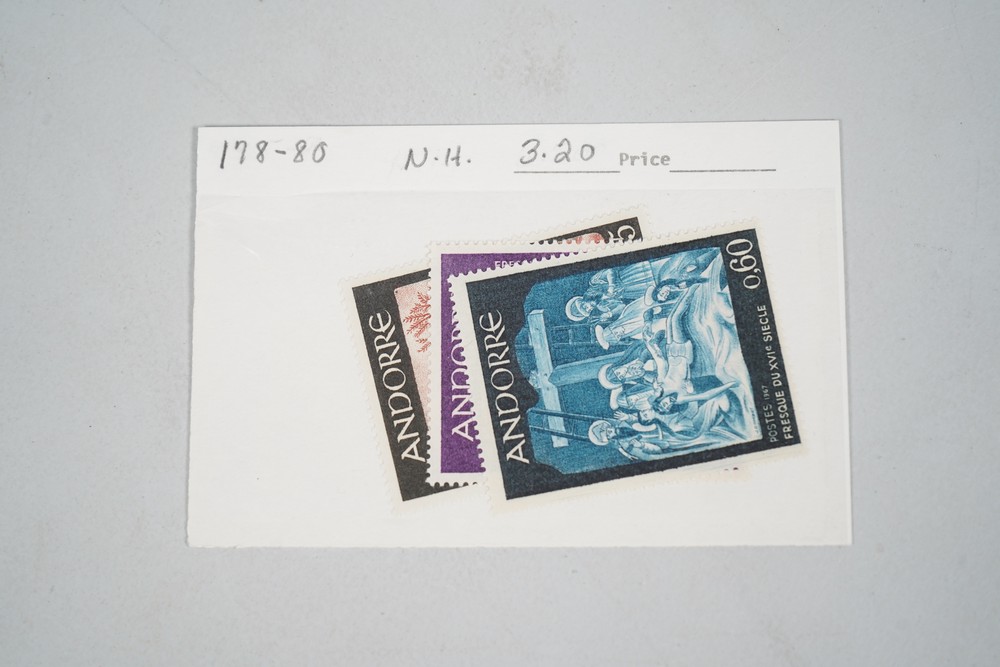 178-80 N.H. 3.20 Price
ANDORRE
ANDORRE
ANDORRE
0,60
POSTES 1967
FRESQUE DU XVIe SIECLE